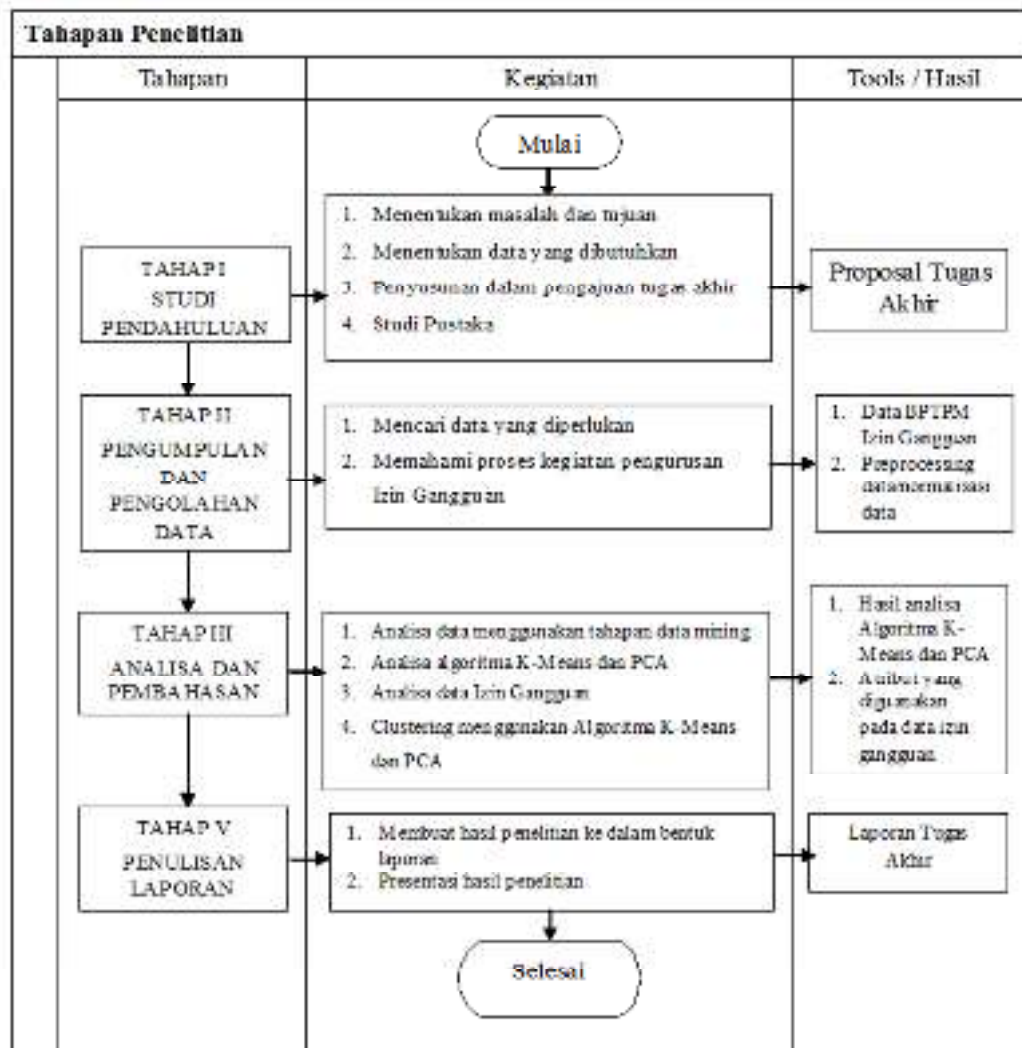 Tahapan Penelitian
Tahapan
Kegiatan
Tools / Hasil
Mulai
TAHAP I
STUDI
PENDAHULUAN
1. Menentukan masalah dan tujuan
2. Menentukan data yang dibutuhkan
3. Penyusunan dalam pengajuan tugas akhir
4. Studi Pustaka
Proposal Tugas
Akhir
TAHAP II
PENGUMPULAN
DAN
PENGOLAHAN
DATA
1. Mencari data yang diperlukan
2. Memahami proses kegiatan pengurusan
Izin Gangguan
1. Data BPTPM
Izin Gangguan
2. Preprocessing
data normalisasi
data
TAHAP III
ANALISA DAN
PEMBAHASAN
1. Analisa data menggunakan tahapan data mining
2. Analisa algoritma K-Means dan PCA
3. Analisa data Izin Gangguan
4. Clustering menggunakan Algoritma K-Means
dan PCA
1. Hasil analisa
Algoritma K-
Means dan PCA
2. Atribut yang
digunakan
pada data izin
gangguan
TAHAP V
PENULISAN
LAPORAN
1. Membuat hasil penelitian ke dalam bentuk
laporan
2. Presentasi hasil penelitian
Laporan Tugas
Akhir
Selesai